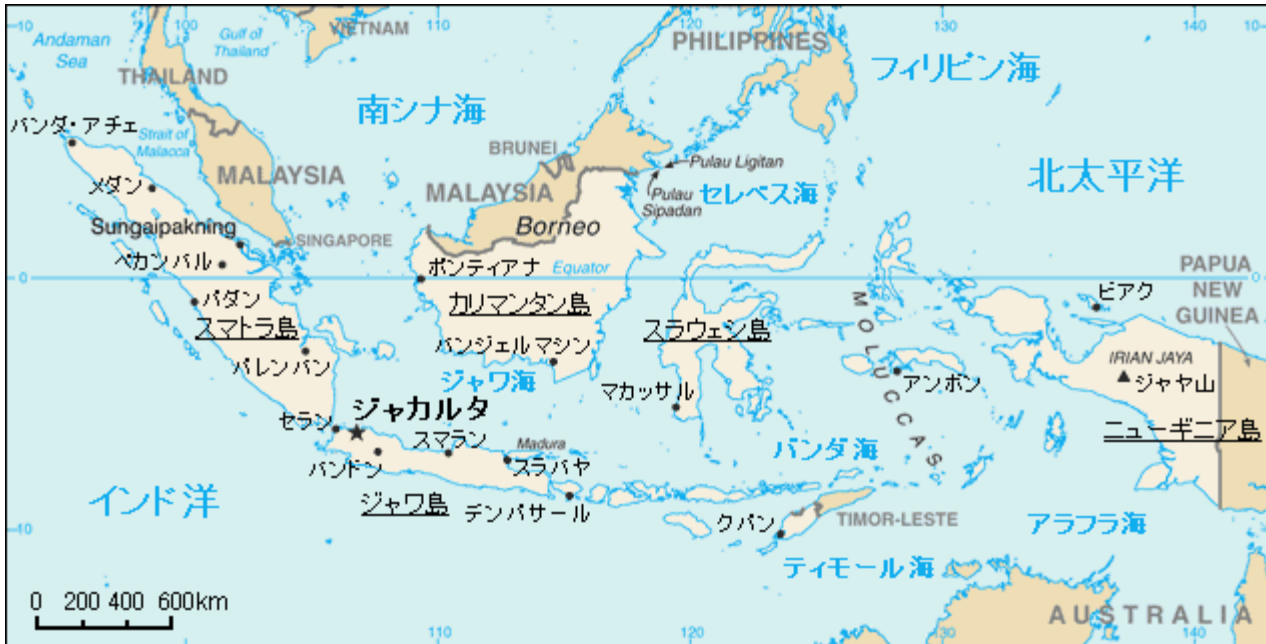 10
100
110
120
130
140
10
Andaman
Sea
Gulf of
Thailand
VIETNAM
PHILIPPINES
フィリピン海
THAILAND
南シナ海
バンダ・アチェ
Strait of
Malacca
BRUNEI
Pulau Ligitan
北太平洋
メダン
MALAYSIA
MALAYSIA
Pulau
Sipadan
セレベス海
Sungaipakning
SINGAPORE
Borneo
ペカンバル
ポンティアナ
Equator
0
0
PAPUA
NEW
GUINEA
パダン
カリマンタン島
MOLUCCAS
ビアク
スマトラ島
スラウェシ島
パレンバン
バンジェルマシン
IRIAN JAYA
ジャワ海
マカッサル
アンボン
ジャヤ山
セラン
ジャカルタ
スマラン
Madura
ニューギニア島
バンドン
スラバヤ
バンダ海
インド洋
ジャワ島
デンパサール
クパン
TIMOR-LESTE
アラフラ海
10
ティモール海
0 200 400 600km
AUSTRALIA
110
120
130
140